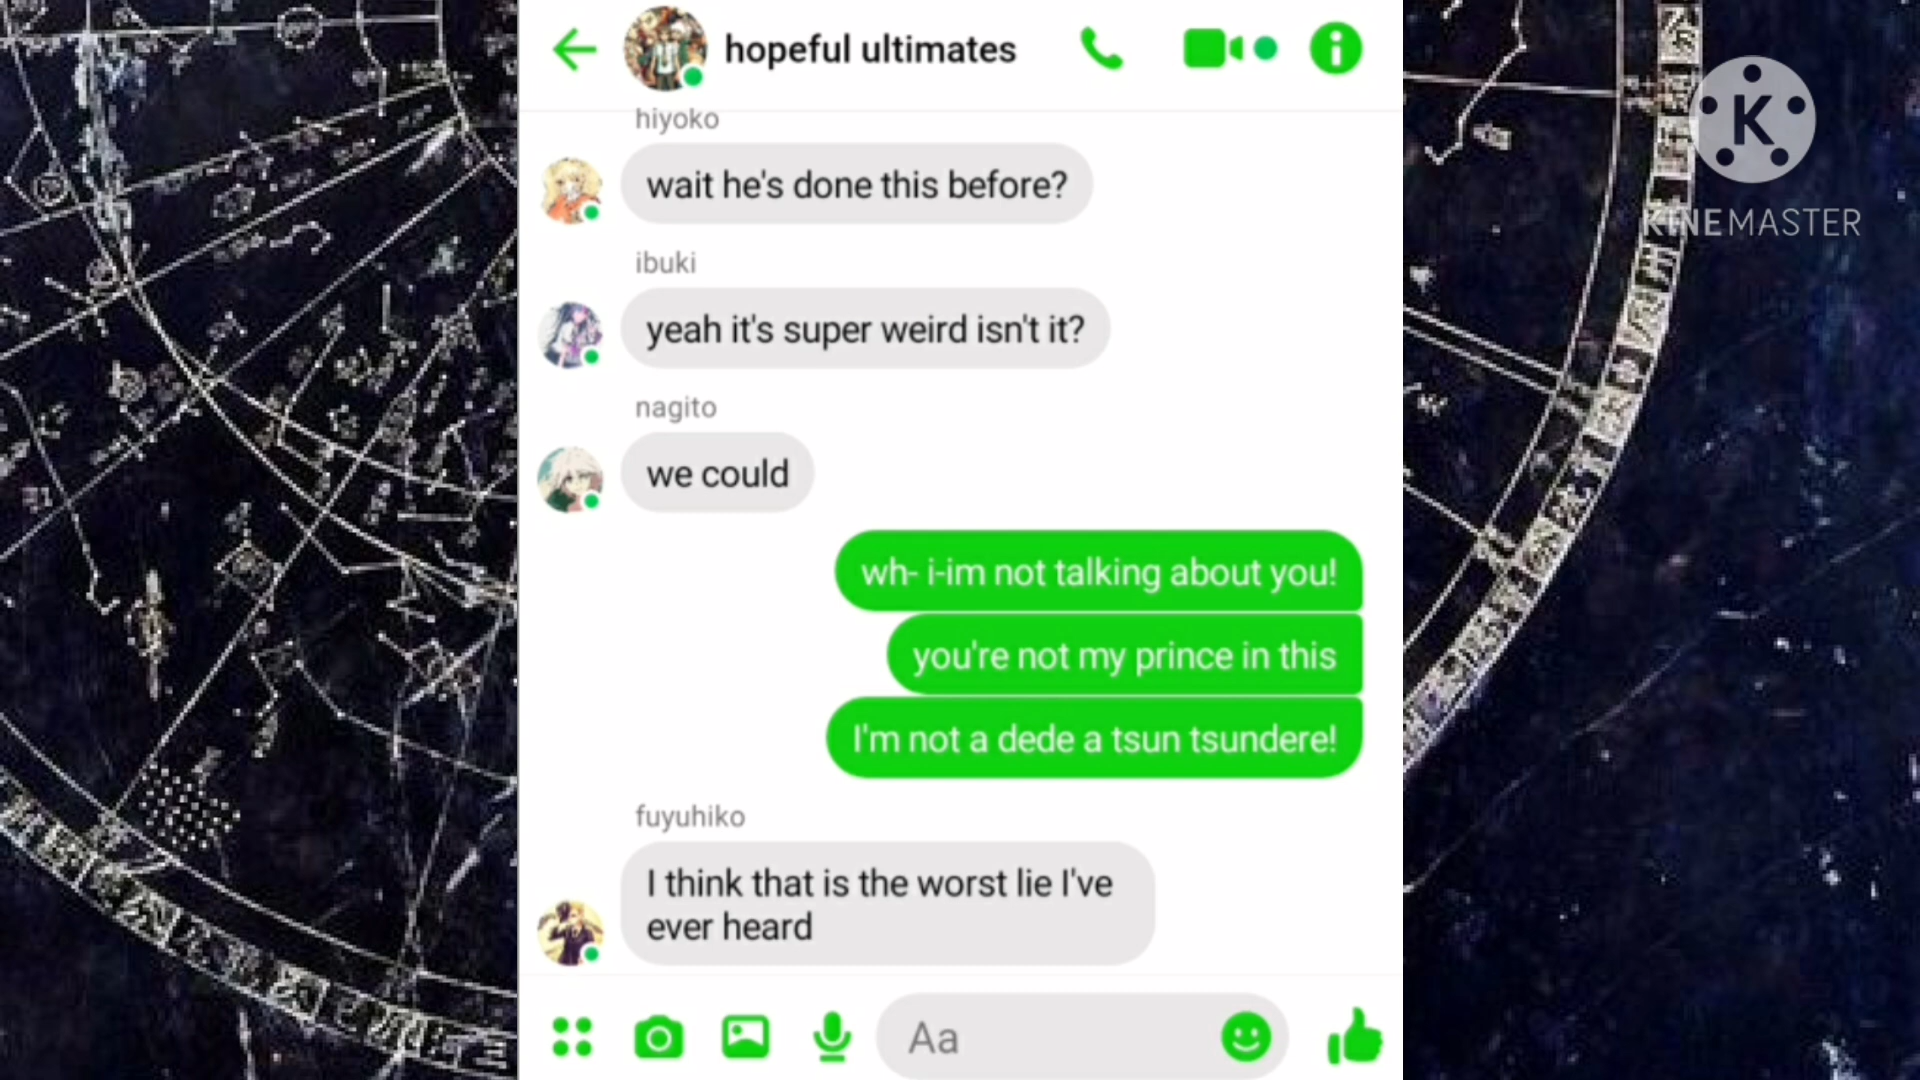 hopeful ultimates
hiyoko
wait he's done this before?
ibuki
yeah it's super weird isn't it?
nagito
we could
wh- i-im not talking about you!
you're not my prince in this
I'm not a dede a tsun tsundere!
fuyuhiko
I think that is the worst lie I've
ever heard
Aa
K
KINEMASTER